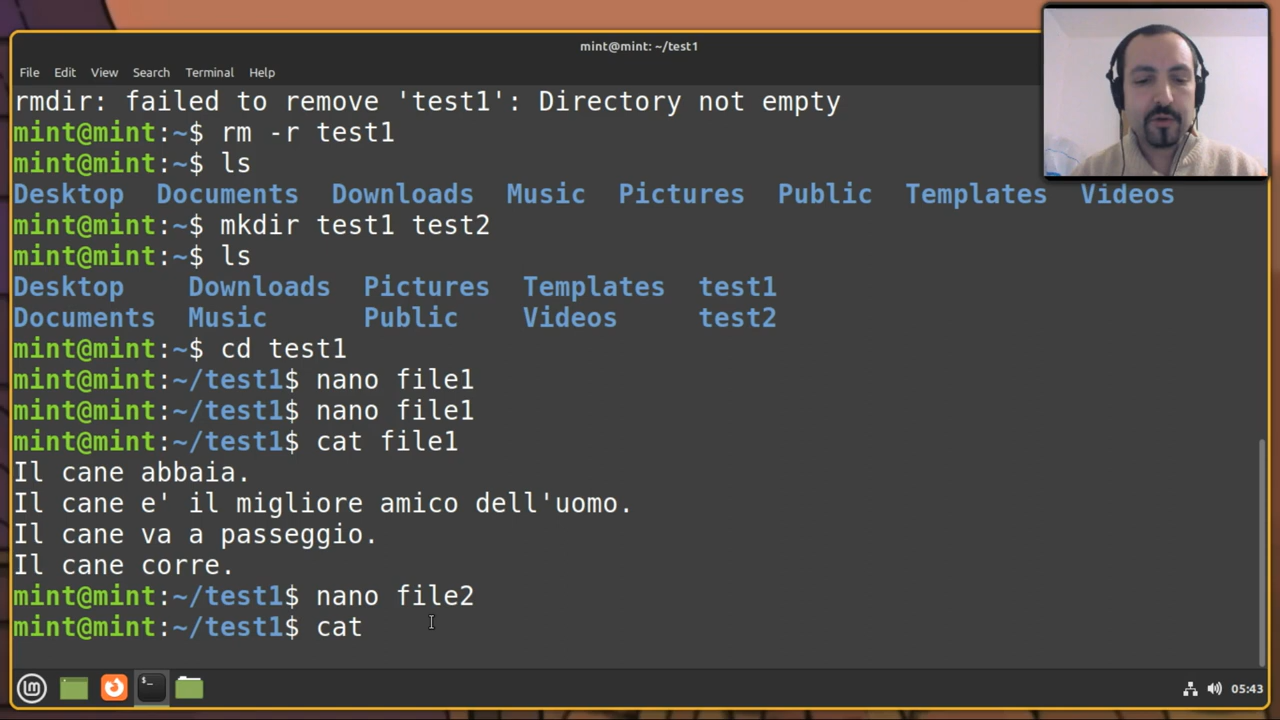 mint@mint: ~/test1
File Edit View Search Terminal Help
rmdir: failed to remove 'test1': Directory not empty
mint@mint:~$ rm -r test1
mint@mint:~$ ls
Desktop Documents Downloads Music Pictures Public Templates Videos
mint@mint:~$ mkdir test1 test2
mint@mint:~$ ls
Desktop Downloads Pictures Templates test1
Documents Music Public Videos test2
mint@mint:~$ cd test1
mint@mint:~/test1$ nano file1
mint@mint:~/test1$ nano file1
mint@mint:~/test1$ cat file1
Il cane abbaia.
Il cane e' il migliore amico dell'uomo.
Il cane va a passeggio.
Il cane corre.
mint@mint:~/test1$ nano file2
mint@mint:~/test1$ cat
05:43